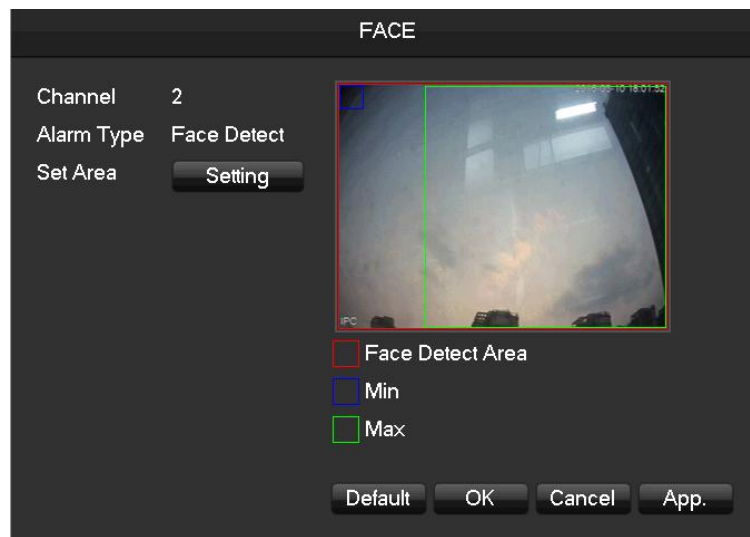 FACE
Channel 2
Alarm Type Face Detect
Set Area Setting
IPC
Face Detect Area
Min
Max
Default OK Cancel App.